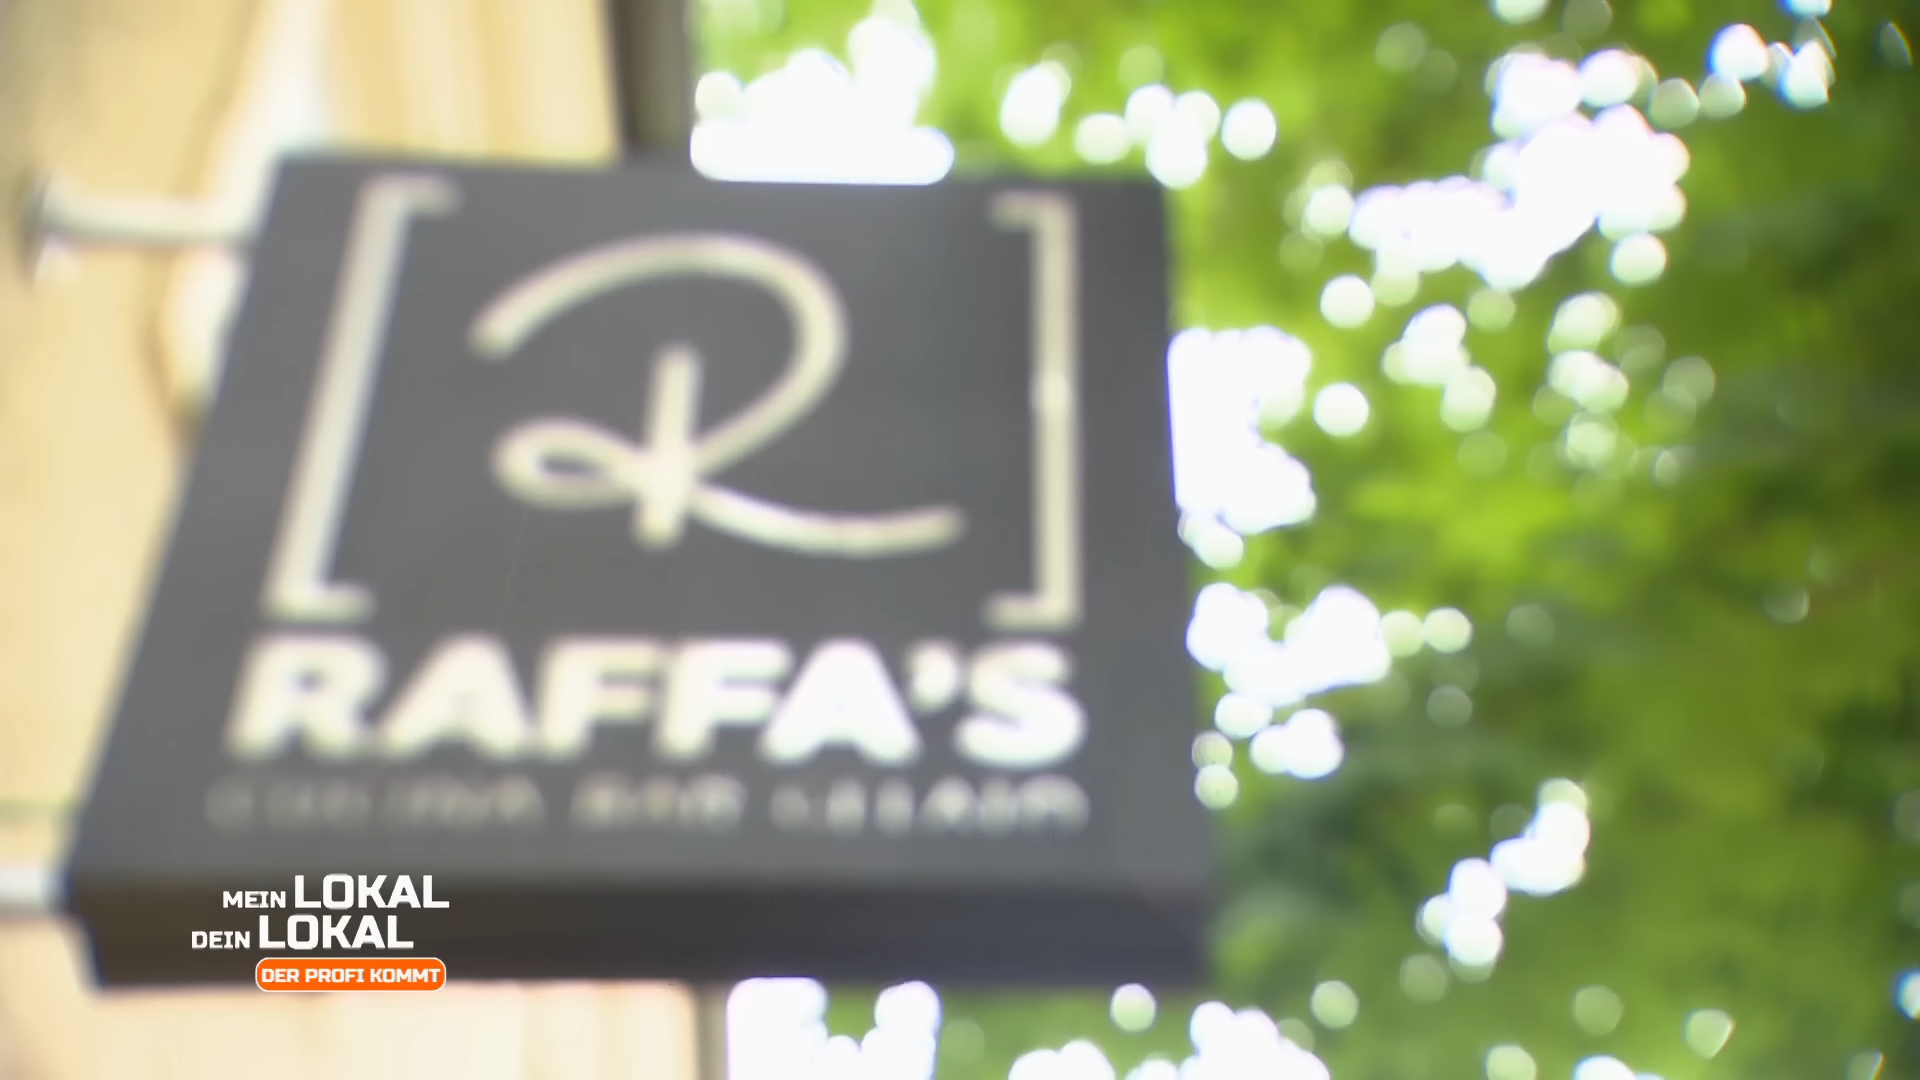 R
RAFFA'S
MEIN LOKAL
DEIN LOKAL
DER PROFI KOMMT